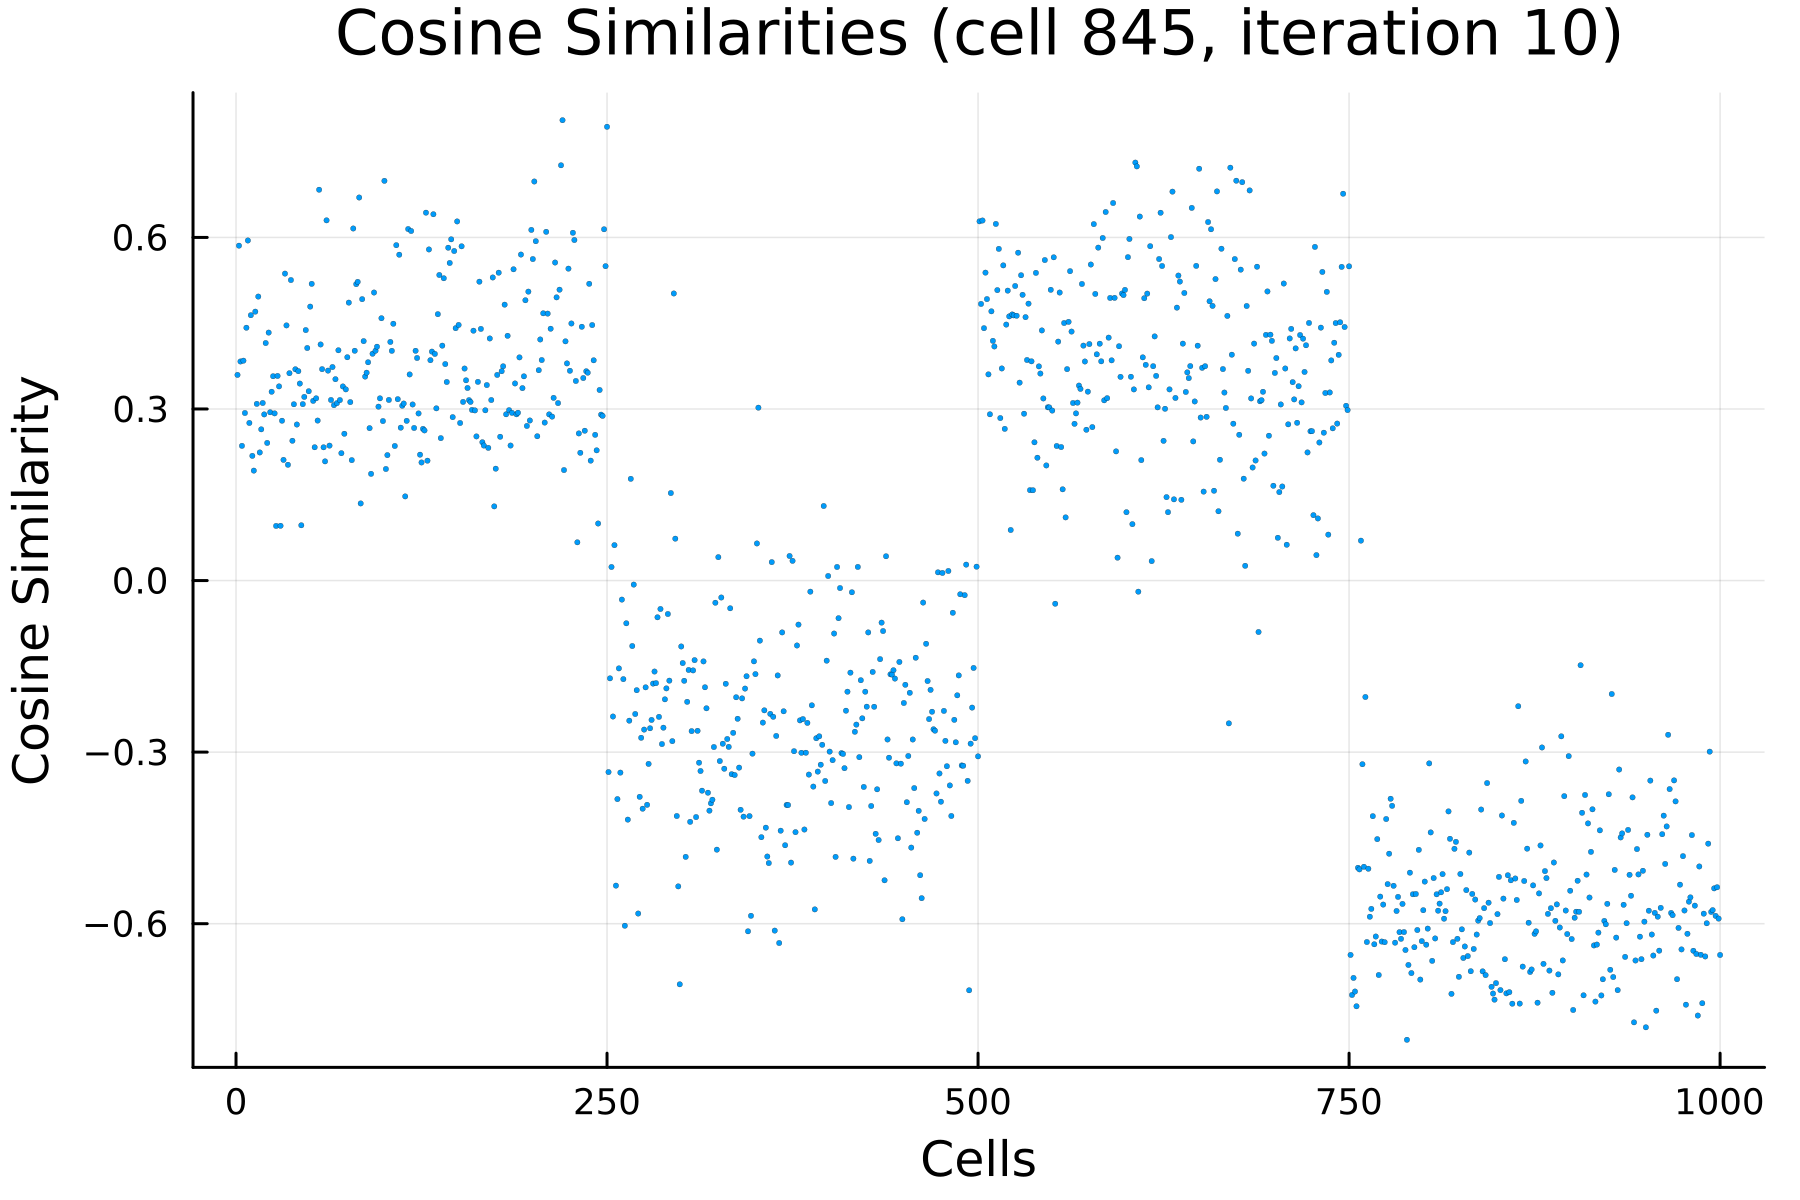 Cosine Similarities (cell 845, iteration 10)
Cosine Similarity
0.6
0.3
0.0
−0.3
−0.6
0 250 500 750 1000
Cells